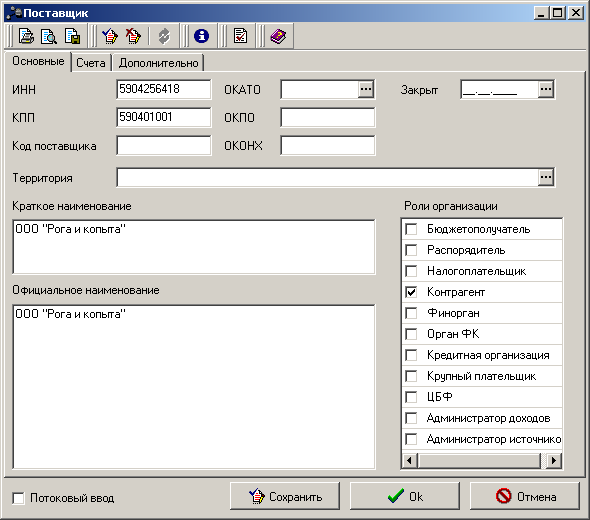 Поставщик
Основные Счета Дополнительно
ИНН 5904256418 ОКАТО ... Закрыт __.__.____ ...
КПП 590401001 ОКПО
Код поставщика ОКОНХ
Территория ...
Краткое наименование
ООО "Рога и копыта"
Официальное наименование
ООО "Рога и копыта"
Роли организации
Бюджетополучатель
Распорядитель
Налогоплательщик
Контрагент
Финорган
Орган ФК
Кредитная организация
Крупный плательщик
ЦБФ
Администратор доходов
Администратор источнико
Потоковый ввод Сохранить Ok Отмена